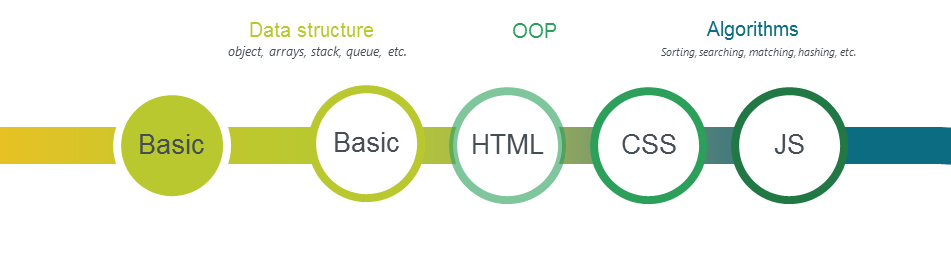 Data structure
object, arrays, stack, queue, etc.
OOP
Algorithms
Sorting, searching, matching, hashing, etc.
Basic
Basic
HTML
CSS
JS